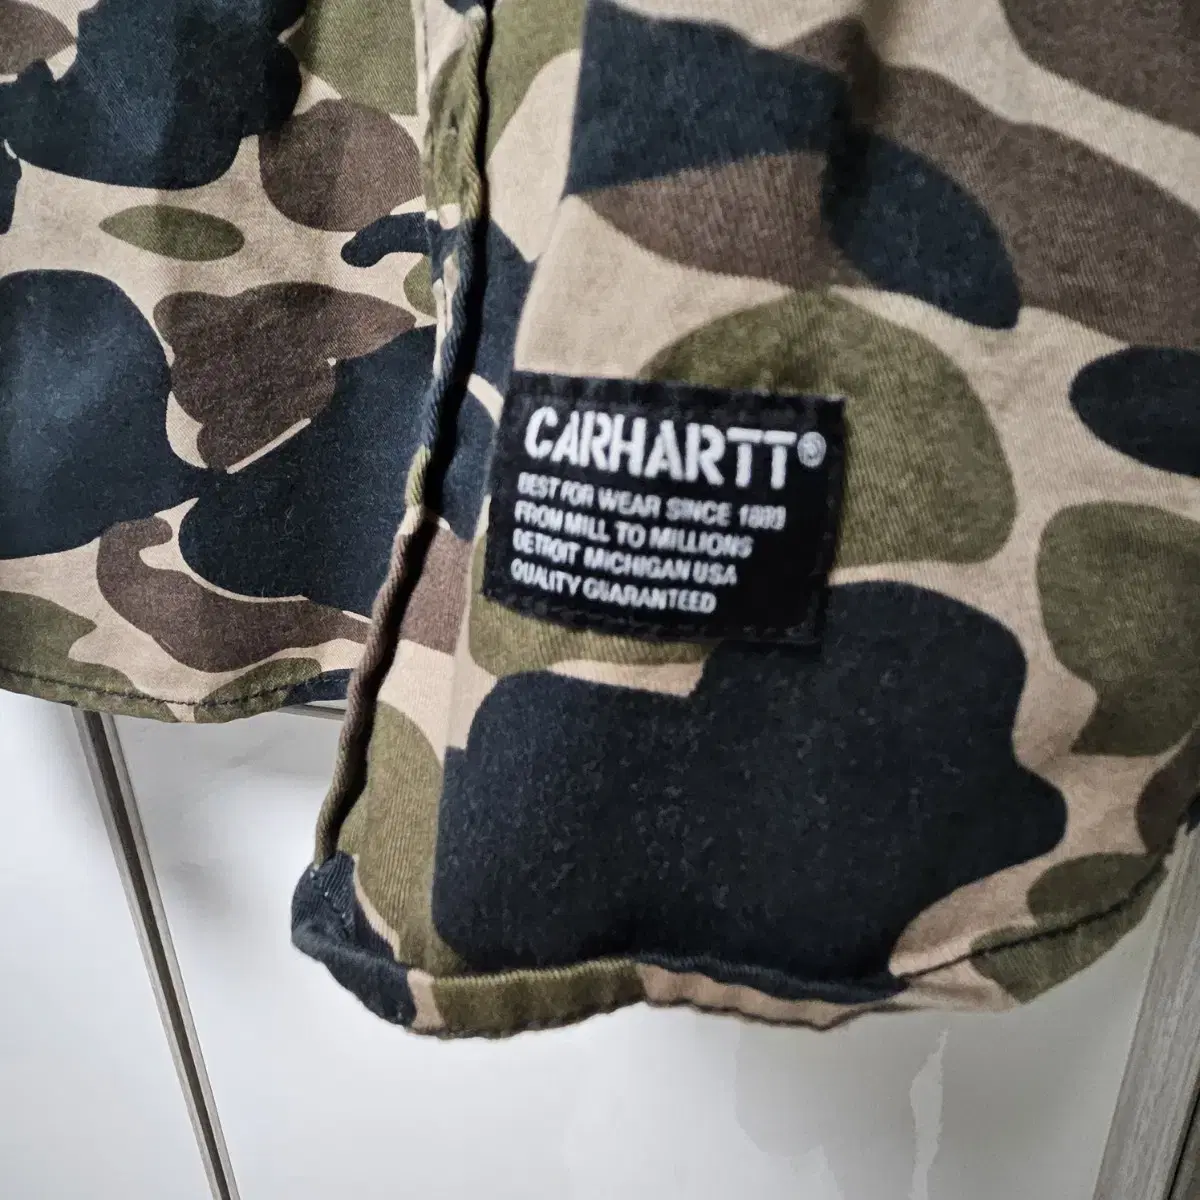 CARHARTT®
BEST FOR WEAR SINCE 1889
FROM MILL TO MILLIONS
DETROIT MICHIGAN USA
QUALITY GUARANTEED